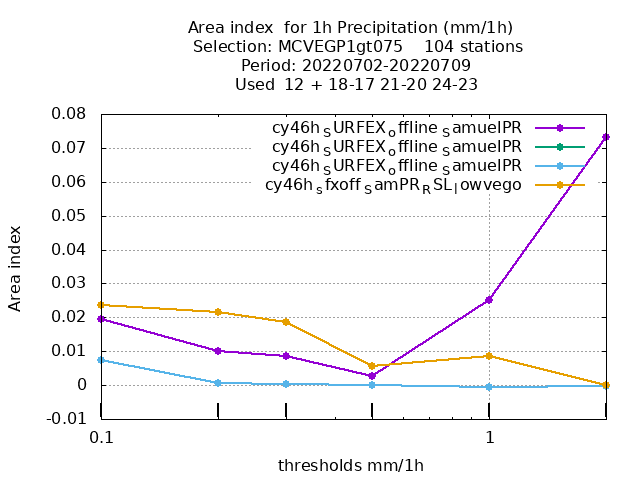 Area index  for 1h Precipitation (mm/1h)
Selection: MCVEGP1gt075    104 stations
Period: 20220702-20220709
Used  12 + 18-17 21-20 24-23
cy46h_SURFEX_offline_SamuelPR
cy46h_SURFEX_offline_SamuelPR
cy46h_SURFEX_offline_SamuelPR
cy46h_sfxoff_SamPR_RSL_lowvego
0.08
0.07
0.06
0.05
0.04
0.03
0.02
0.01
0
-0.01
Area index
0.1 1
thresholds mm/1h